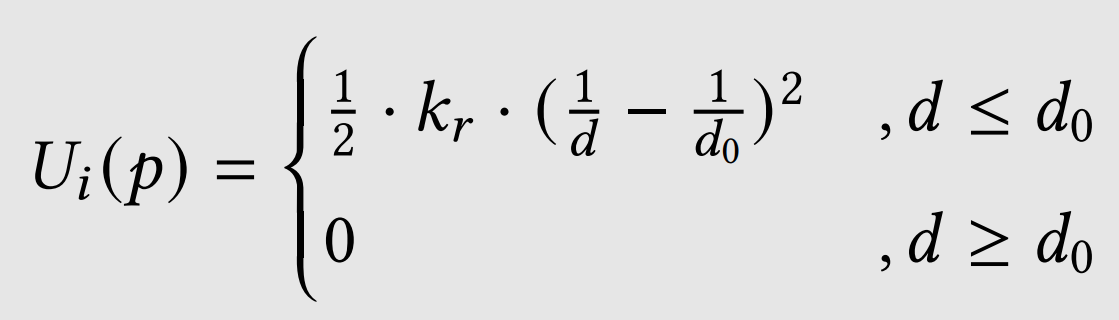 U_i(p) = { 1/2 · k_r · (1/d − 1/d_0)^2 , d ≤ d_0
0 , d ≥ d_0